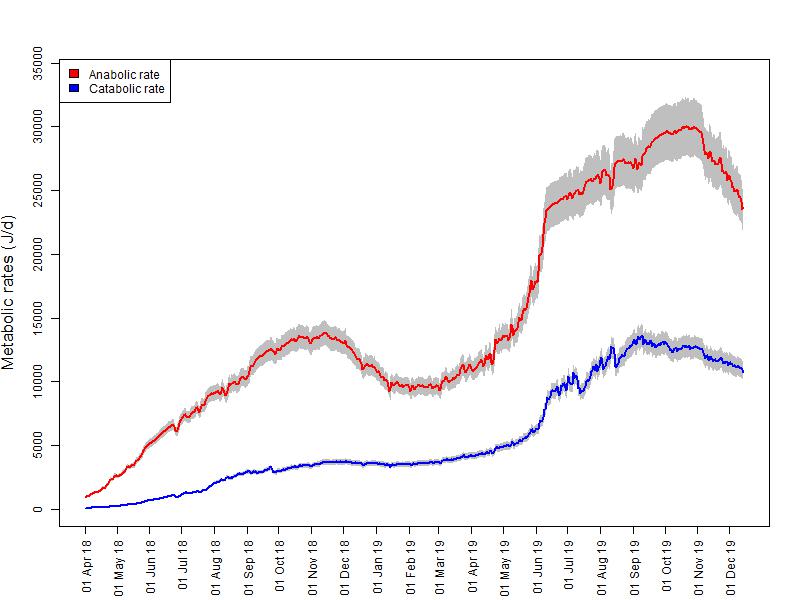 Anabolic rate
Catabolic rate
Metabolic rates (J/d)
35000
30000
25000
20000
15000
10000
5000
0
01 Apr 18
01 May 18
01 Jun 18
01 Jul 18
01 Aug 18
01 Sep 18
01 Oct 18
01 Nov 18
01 Dec 18
01 Jan 19
01 Feb 19
01 Mar 19
01 Apr 19
01 May 19
01 Jun 19
01 Jul 19
01 Aug 19
01 Sep 19
01 Oct 19
01 Nov 19
01 Dec 19